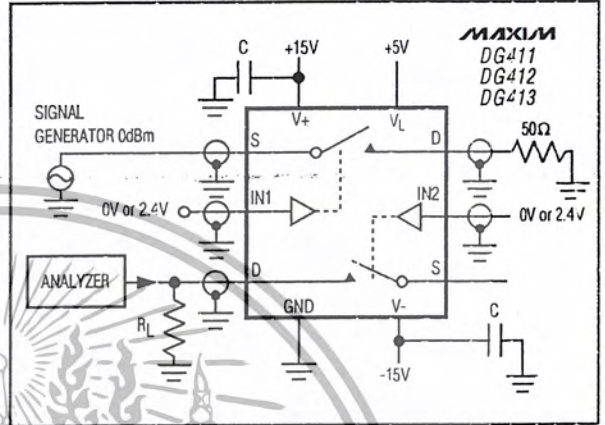 MAXIM
DG411
DG412
DG413
C
+15V
+5V
V+
VL
SIGNAL
GENERATOR 0dBm
S
D
50Ω
0V or 2.4V
IN1
IN2
0V or 2.4V
ANALYZER
D
S
RL
GND
V-
C
-15V